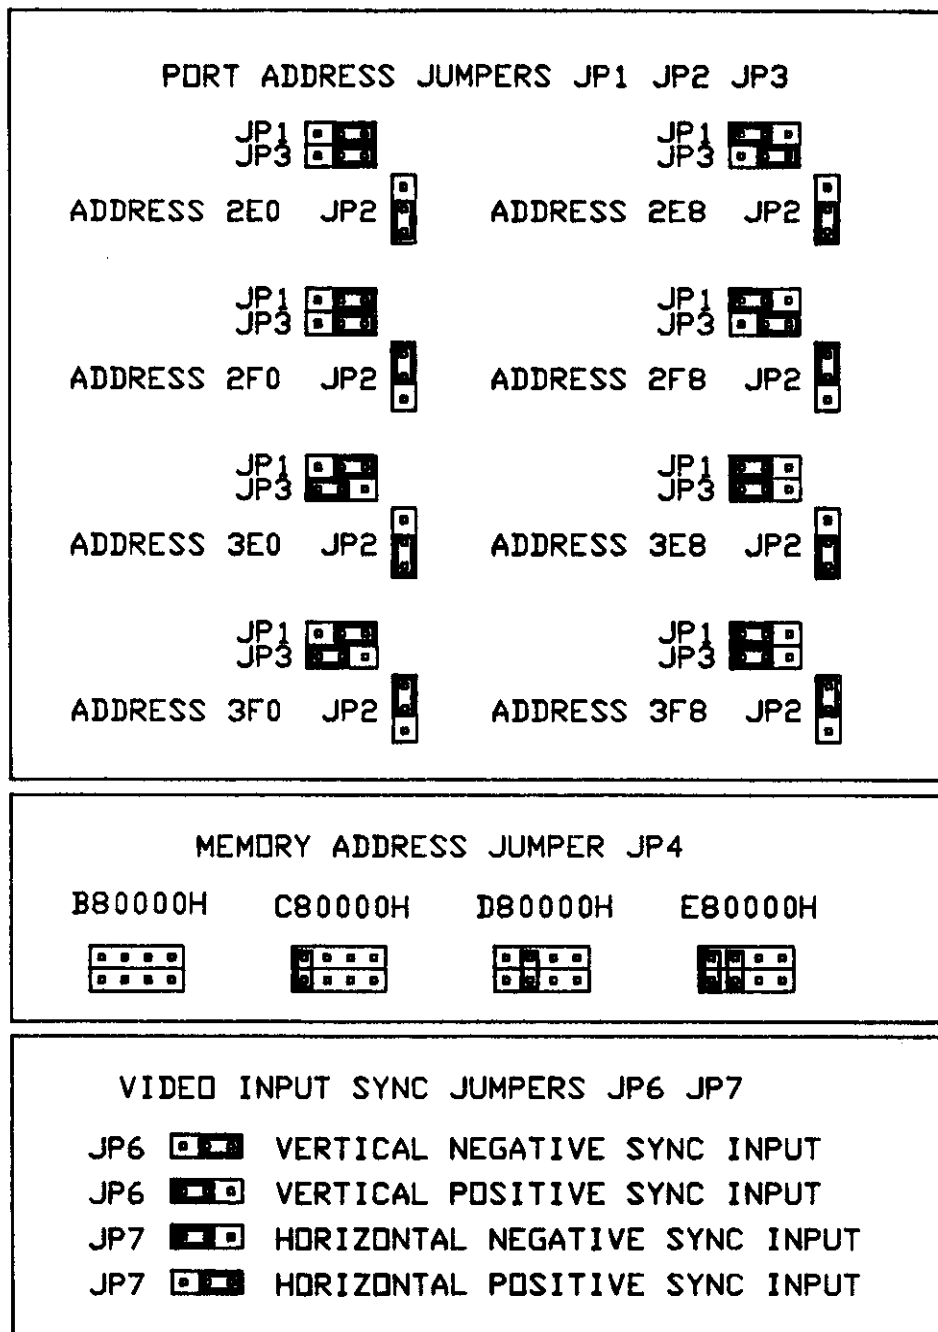 PORT ADDRESS JUMPERS JP1 JP2 JP3
JP1 JP1
JP3 JP3
ADDRESS 2E0 JP2 ADDRESS 2E8 JP2
JP1 JP1
JP3 JP3
ADDRESS 2F0 JP2 ADDRESS 2F8 JP2
JP1 JP1
JP3 JP3
ADDRESS 3E0 JP2 ADDRESS 3E8 JP2
JP1 JP1
JP3 JP3
ADDRESS 3F0 JP2 ADDRESS 3F8 JP2
MEMORY ADDRESS JUMPER JP4
B80000H C80000H D80000H E80000H
VIDEO INPUT SYNC JUMPERS JP6 JP7
JP6 VERTICAL NEGATIVE SYNC INPUT
JP6 VERTICAL POSITIVE SYNC INPUT
JP7 HORIZONTAL NEGATIVE SYNC INPUT
JP7 HORIZONTAL POSITIVE SYNC INPUT